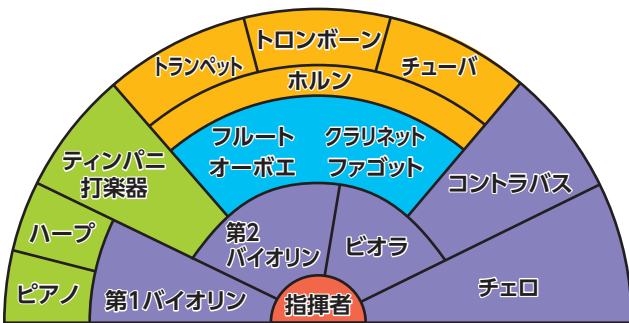 トランペット
トロンボーン
チューバ
ホルン
フルート
クラリネット
オーボエ
ファゴット
ティンパニ
打楽器
コントラバス
ハープ
第2
バイオリン
ビオラ
ピアノ
第1バイオリン
指揮者
チェロ